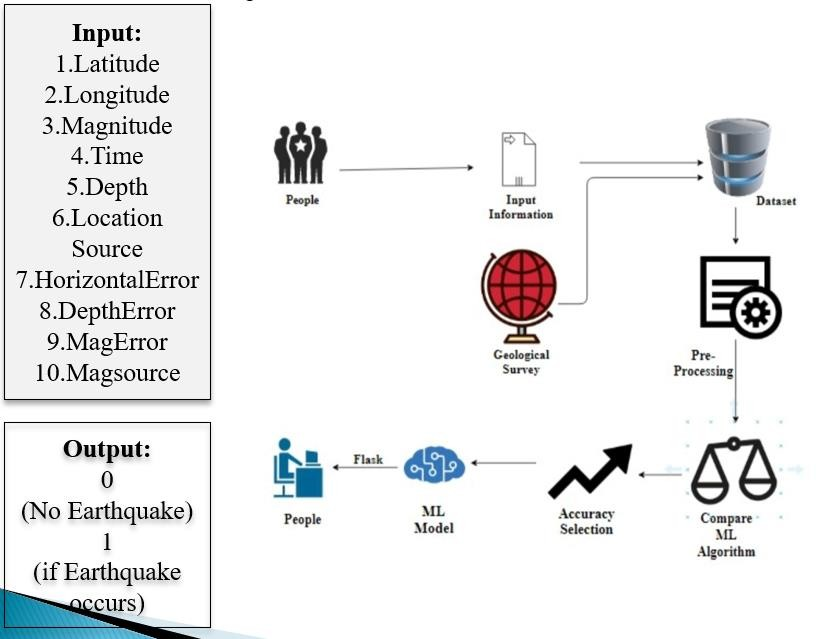 Input:
1.Latitude
2.Longitude
3.Magnitude
4.Time
5.Depth
6.Location
Source
7.HorizontalError
8.DepthError
9.MagError
10.Magsource
Output:
0
(No Earthquake)
1
(if Earthquake
occurs)
People
Input
Information
Dataset
Geological
Survey
Pre-
Processing
Compare
ML
Algorithm
Accuracy
Selection
ML
Model
Flask
People